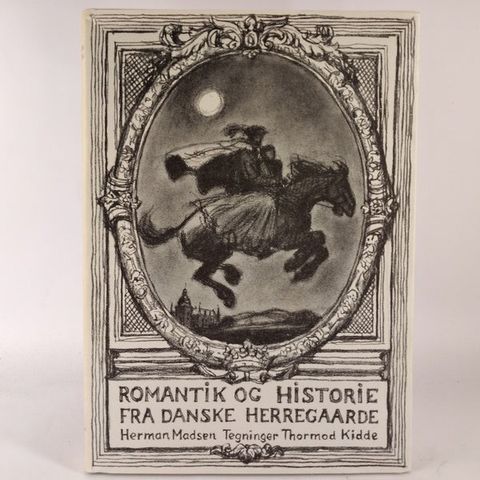 ROMANTIK OG HISTORIE
FRA DANSKE HERREGAARDE
Herman Madsen Tegninger Thormod Kidde